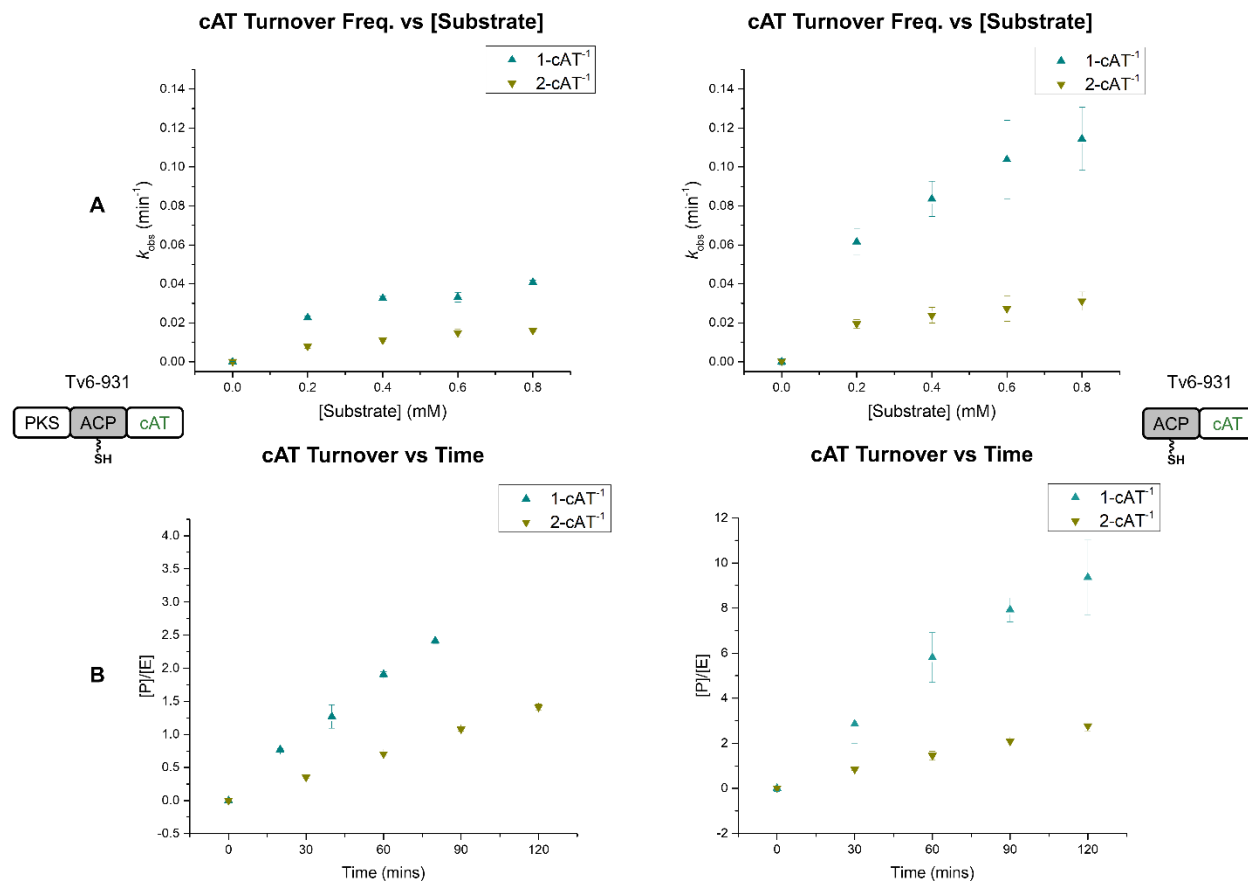 cAT Turnover Freq. vs [Substrate]
1-cAT⁻¹
2-cAT⁻¹
0.14
0.12
0.10
0.08
0.06
0.04
0.02
0.00
kobs (min⁻¹)
0.0 0.2 0.4 0.6 0.8
[Substrate] (mM)
A
cAT Turnover Freq. vs [Substrate]
1-cAT⁻¹
2-cAT⁻¹
0.14
0.12
0.10
0.08
0.06
0.04
0.02
0.00
kobs (min⁻¹)
0.0 0.2 0.4 0.6 0.8
[Substrate] (mM)
Tv6-931
PKS ACP cAT
SH
Tv6-931
ACP cAT
SH
cAT Turnover vs Time
1-cAT⁻¹
2-cAT⁻¹
4.0
3.5
3.0
2.5
2.0
1.5
1.0
0.5
0.0
-0.5
[P]/[E]
0 30 60 90 120
Time (mins)
B
cAT Turnover vs Time
1-cAT⁻¹
2-cAT⁻¹
12
10
8
6
4
2
0
-2
[P]/[E]
0 30 60 90 120
Time (mins)